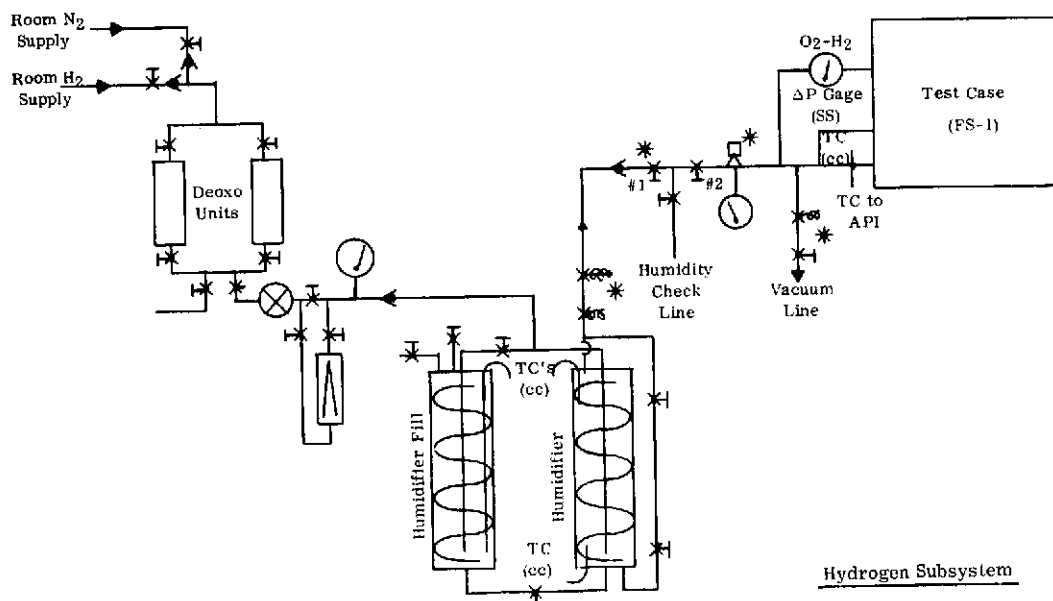 Room N2
Supply
Room H2
Supply
Deoxo
Units
O2-H2
ΔP Gage
(SS)
Test Case
(FS-1)
TC
(cc)
TC to
API
#1
#2
Humidity
Check
Line
Vacuum
Line
TC's
(cc)
Humidifier Fill
Humidifier
TC
(cc)
Hydrogen Subsystem